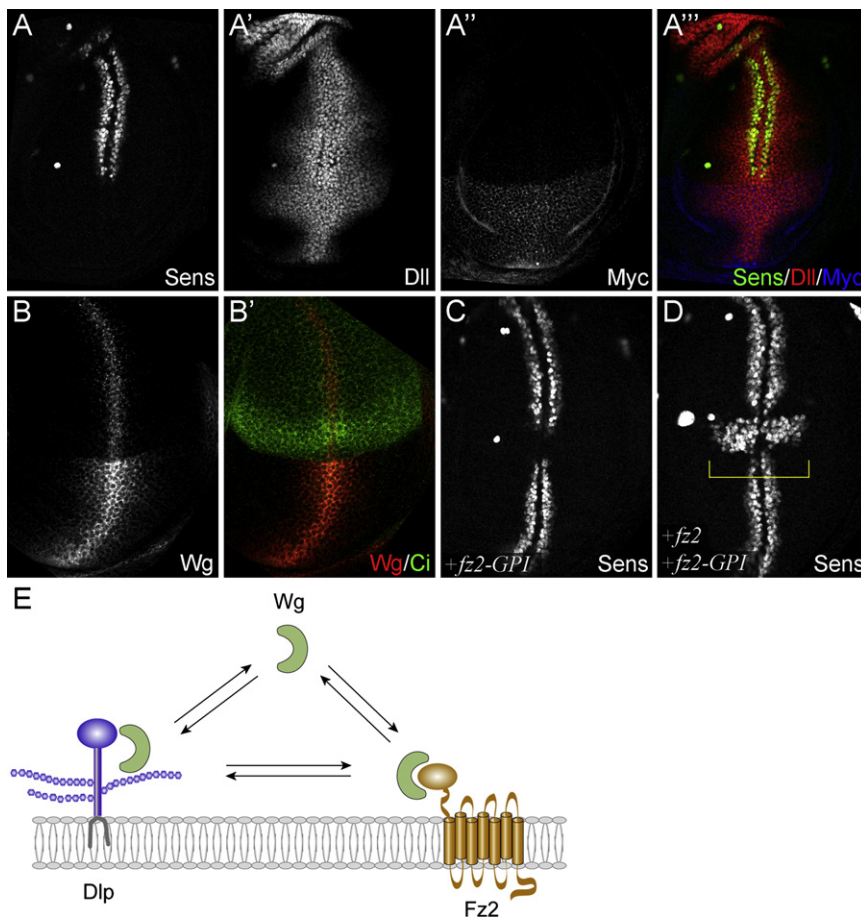 A A' A'' A'''
Sens Dll Myc Sens/Dll/Myc
B B' C D
Wg Wg/Ci +fz2-GPI Sens +fz2
+fz2-GPI Sens
E
Wg
Dlp
Fz2